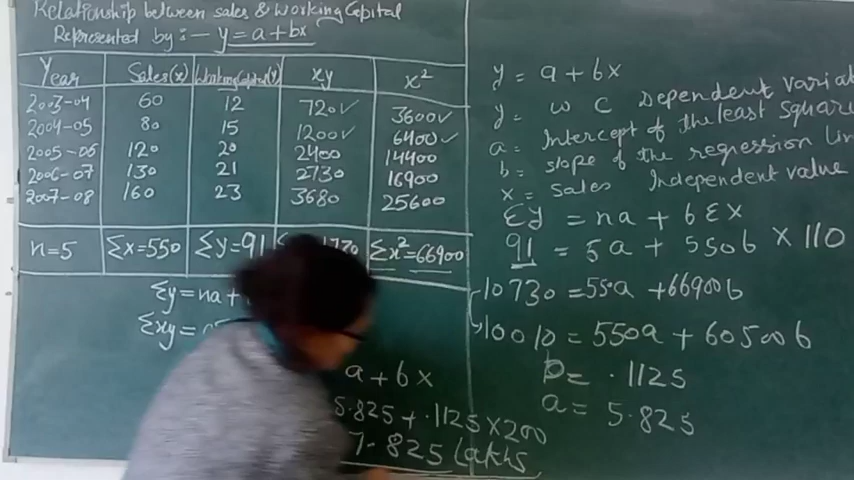 Relationship between sales & Working Capital
Represented by :- y = a + bx
Year Sales(x) Working Capital(y) xy x²
2003-04 60 12 720✓ 3600✓
2004-05 80 15 1200✓ 6400✓
2005-06 120 20 2400 14400
2006-07 130 21 2130 16900
2007-08 160 23 3680 25600
n=5 Σx=550 Σy=91 Σx²=66900
Σy=na+
Σxy=
a + bx
5.825 + .1125 × 200
7.825 lakhs
y = a + bx
y = W C Dependent
a = Intercept of the least square
b = slope of the regression
x = Sales Independent value
ΣY = na + b Σx
91 = 5a + 550b × 110
10730 = 550a + 66900b
10010 = 550a + 60500b
b = .1125
a = 5.825